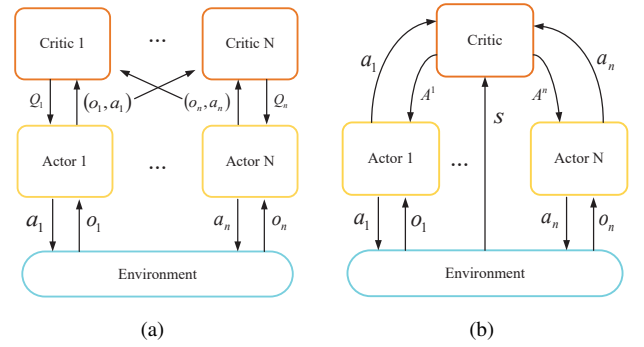 Critic 1
...
Critic N
Q₁
(o₁, a₁)
(oₙ, aₙ)
Qₙ
Actor 1
...
Actor N
a₁
o₁
aₙ
oₙ
Environment
(a)
Critic
a₁
A¹
Aⁿ
aₙ
s
Actor 1
...
Actor N
a₁
o₁
aₙ
oₙ
Environment
(b)